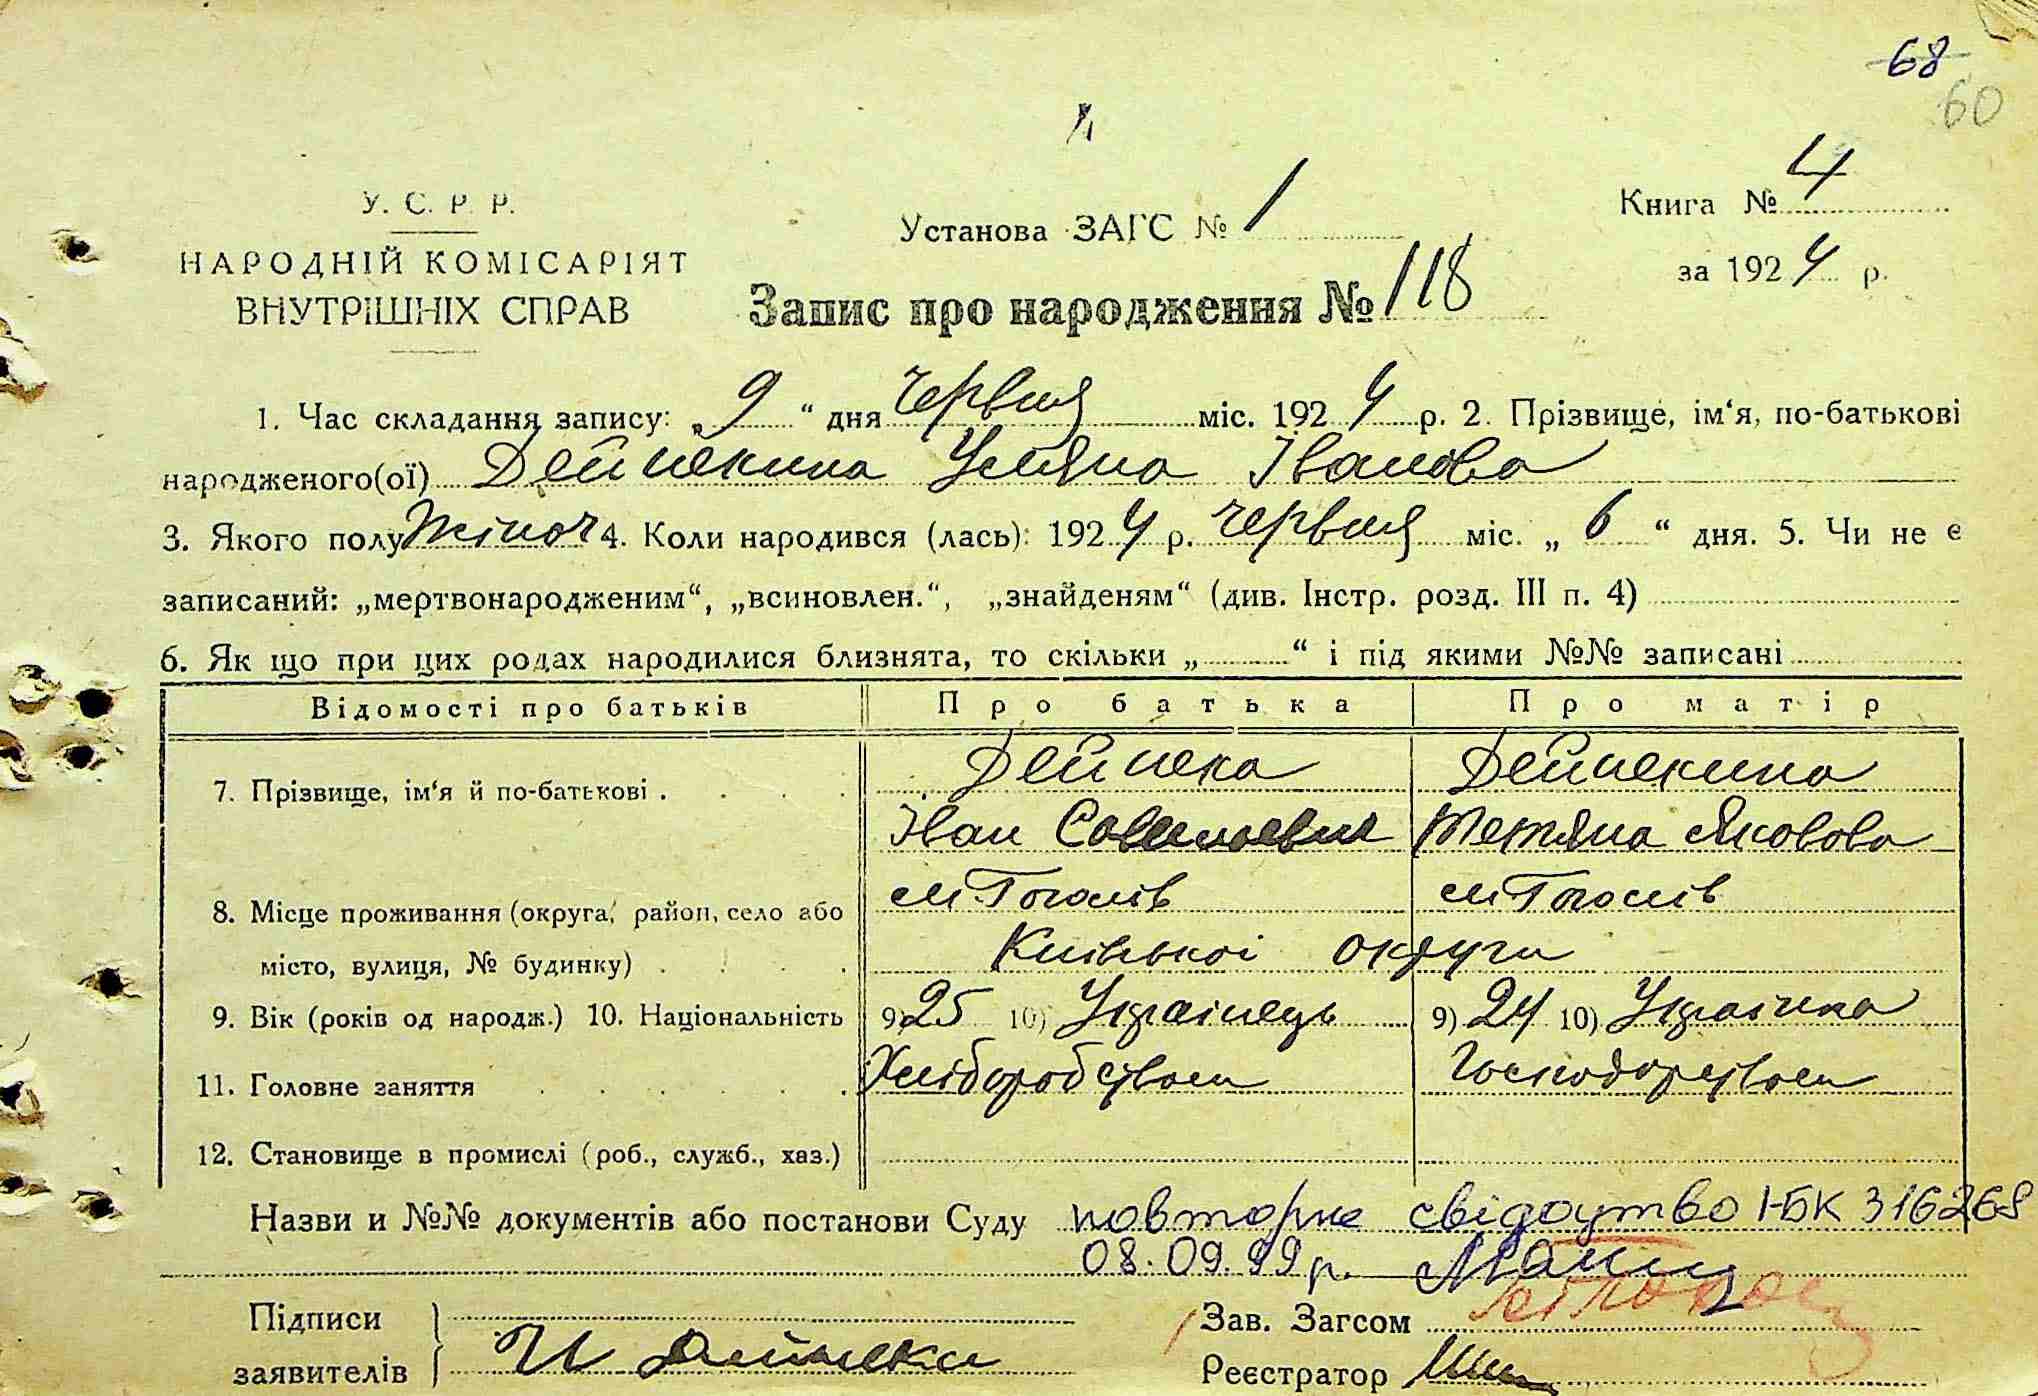 68
60
У. С. Р. Р.
НАРОДНІЙ КОМІСАРІЯТ
ВНУТРІШНІХ СПРАВ
Установа ЗАГС № 1
Книга № 4
за 1924 р.
Запис про народження № 118
1. Час складання запису: „9“ дня червня міс. 1924 р. 2. Прізвище, ім‘я, по-батькові
народженого(ої) Дейнекина Уляна Іванова
3. Якого полу жіноч 4. Коли народився (лась): 1924 р. червня міс. „6“ дня. 5. Чи не є
записаний: „мертвонародженим“, „всиновлен.“, „знайденям“ (див. Інстр. розд. III п. 4)
6. Як що при цих родах народилися близнята, то скільки „ “ і під якими №№ записані
Відомості про батьків Про батька Про матір
7. Прізвище, ім‘я й по-батькові . Дейнека Дейнекина
Іван Савельевич Тетяна Яковова
8. Місце проживання (округа, район, село або м. Гоголів м. Гоголів
місто, вулиця, № будинку) . Київської округи
9. Вік (років од народж.) 10. Національність 9) 25 10) Українець 9) 24 10) Українка
11. Головне заняття Хліборобством Господарством
12. Становище в промислі (роб., служб., хаз.)
Назви и №№ документів або постанови Суду повторне свідоцтво І-БК 316268
08.09.99р.
Підписи
заявителів И Дейнека
Зав. Загсом
Реєстратор